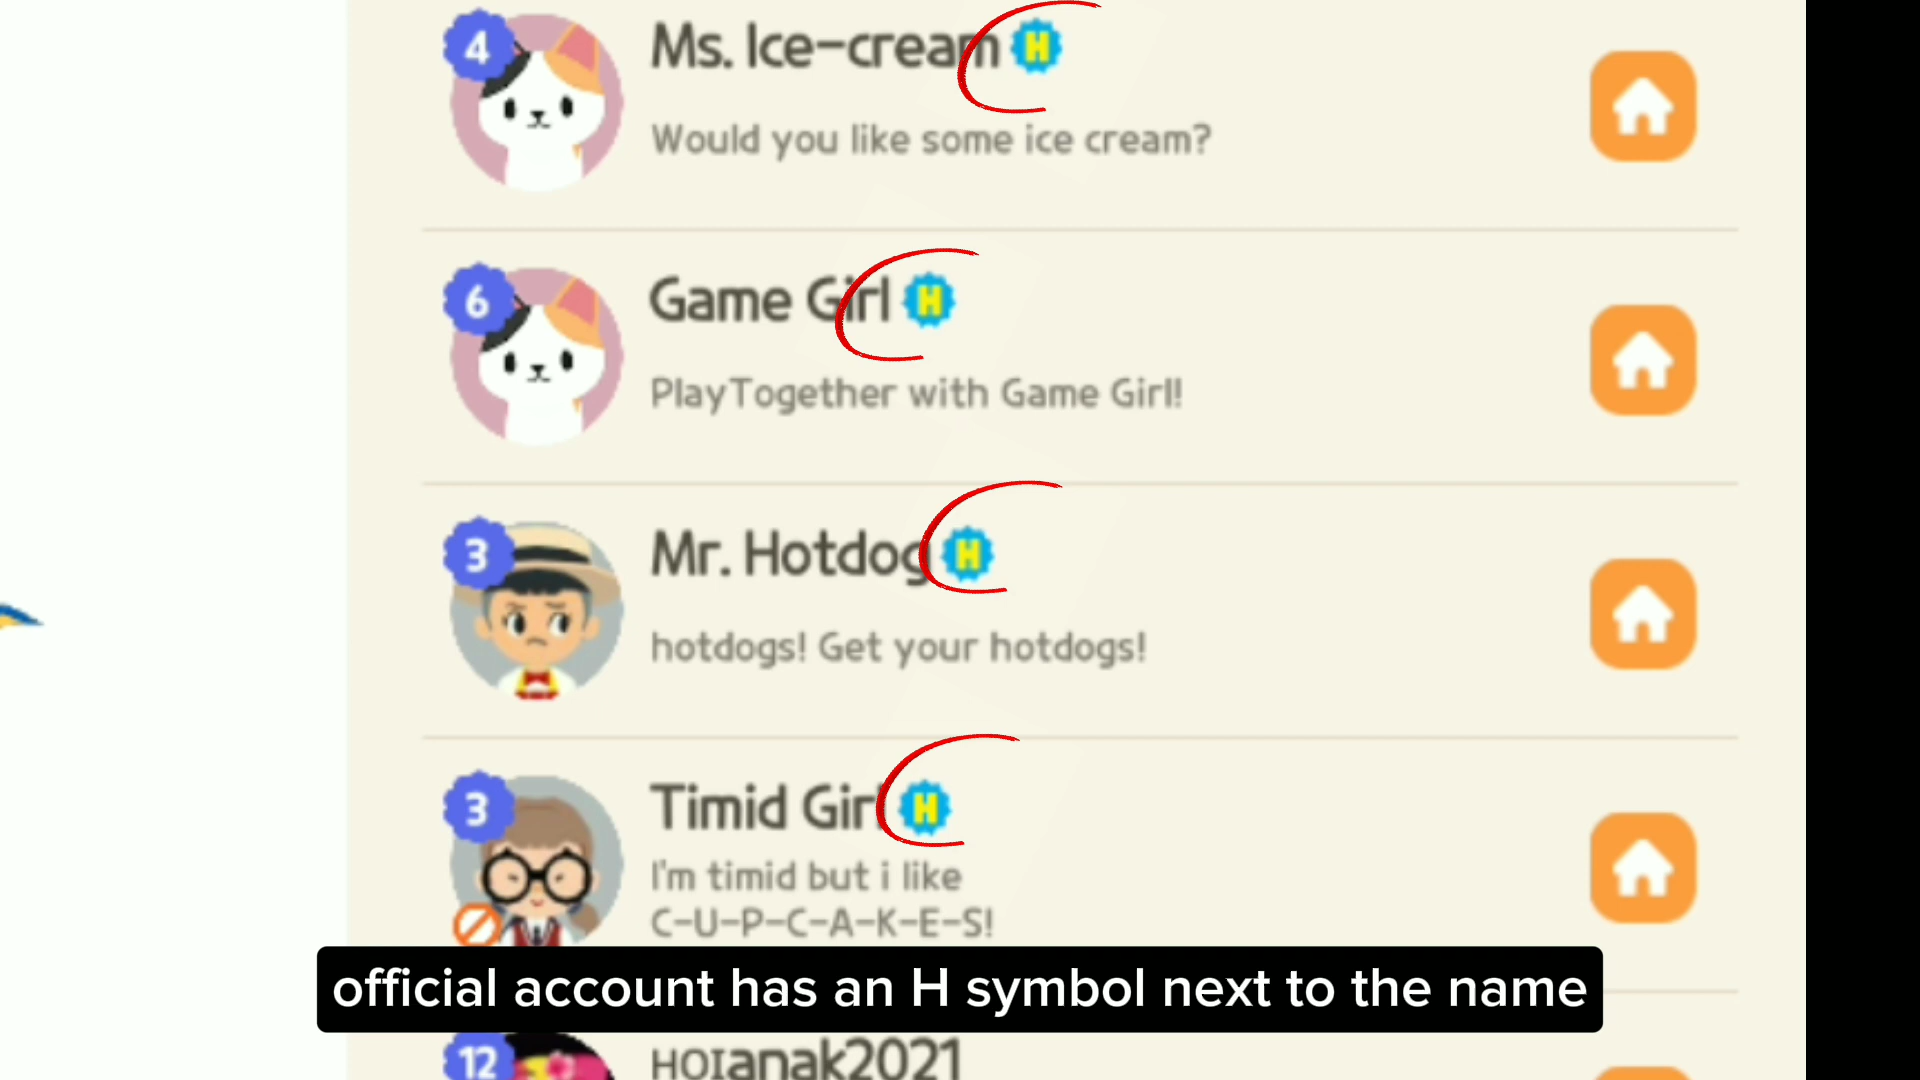 4
Ms. Ice-cream H
Would you like some ice cream?
6
Game Girl H
PlayTogether with Game Girl!
3
Mr. Hotdog H
hotdogs! Get your hotdogs!
3
Timid Girl H
I'm timid but i like
C-U-P-C-A-K-E-S!
official account has an H symbol next to the name
12
HOIanak2021